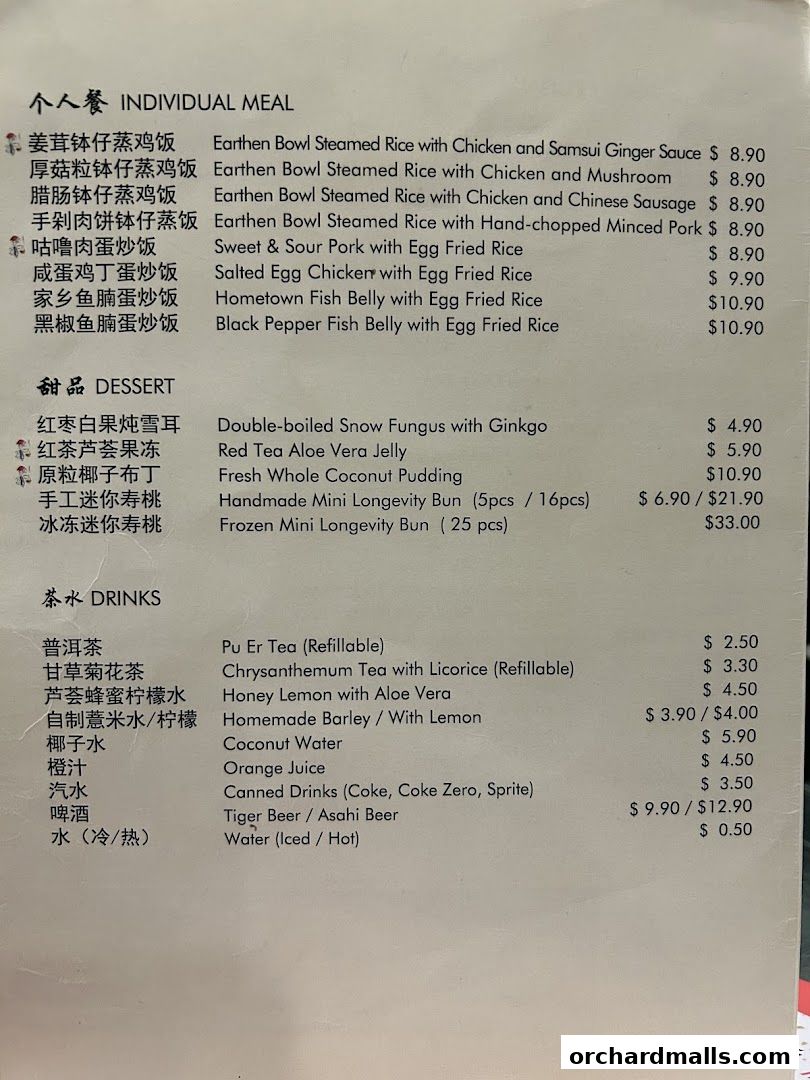 个人餐 INDIVIDUAL MEAL
姜茸钵仔蒸鸡饭 Earthen Bowl Steamed Rice with Chicken and Samsui Ginger Sauce $ 8.90
厚菇粒钵仔蒸鸡饭 Earthen Bowl Steamed Rice with Chicken and Mushroom $ 8.90
腊肠钵仔蒸鸡饭 Earthen Bowl Steamed Rice with Chicken and Chinese Sausage $ 8.90
手剁肉饼钵仔蒸饭 Earthen Bowl Steamed Rice with Hand-chopped Minced Pork $ 8.90
咕噜肉蛋炒饭 Sweet & Sour Pork with Egg Fried Rice $ 8.90
咸蛋鸡丁蛋炒饭 Salted Egg Chicken with Egg Fried Rice $ 9.90
家乡鱼腩蛋炒饭 Hometown Fish Belly with Egg Fried Rice $10.90
黑椒鱼腩蛋炒饭 Black Pepper Fish Belly with Egg Fried Rice $10.90
甜品 DESSERT
红枣白果炖雪耳 Double-boiled Snow Fungus with Ginkgo $ 4.90
红茶芦荟果冻 Red Tea Aloe Vera Jelly $ 5.90
原粒椰子布丁 Fresh Whole Coconut Pudding $10.90
手工迷你寿桃 Handmade Mini Longevity Bun (5pcs / 16pcs) $ 6.90 / $21.90
冰冻迷你寿桃 Frozen Mini Longevity Bun ( 25 pcs) $33.00
茶水 DRINKS
普洱茶 Pu Er Tea (Refillable) $ 2.50
甘草菊花茶 Chrysanthemum Tea with Licorice (Refillable) $ 3.30
芦荟蜂蜜柠檬水 Honey Lemon with Aloe Vera $ 4.50
自制薏米水/柠檬 Homemade Barley / With Lemon $ 3.90 / $4.00
椰子水 Coconut Water $ 5.90
橙汁 Orange Juice $ 4.50
汽水 Canned Drinks (Coke, Coke Zero, Sprite) $ 3.50
啤酒 Tiger Beer / Asahi Beer $ 9.90 / $12.90
水（冷/热） Water (Iced / Hot) $ 0.50
orchardmalls.com